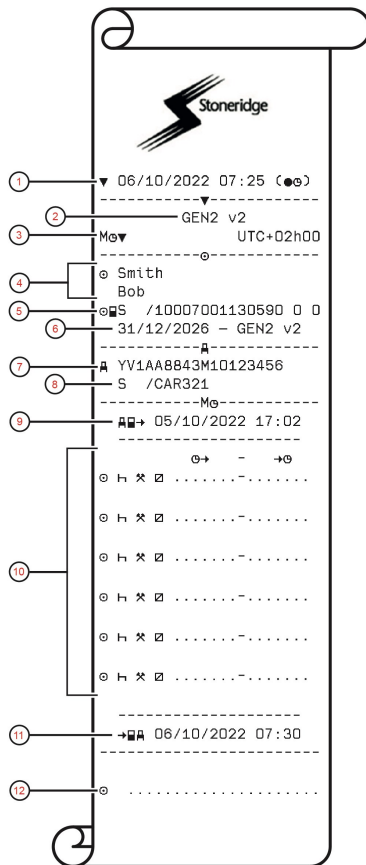 Stoneridge
1 ▼ 06/10/2022 07:25 (●◷)
2 GEN2 v2
3 M◷▼ UTC+02h00
4 ⊙ Smith
Bob
5 ⊙S /1000700113059 0 0 0
6 31/12/2026 – GEN2 v2
7 YV1AA8843M10123456
8 S /CAR321
M◷
9 → 05/10/2022 17:02
◷→ – →◷
10
⊙ ........–.......
⊙ ........–.......
⊙ ........–.......
⊙ ........–.......
⊙ ........–.......
⊙ ........–.......
11 → 06/10/2022 07:30
12 ⊙ .....................